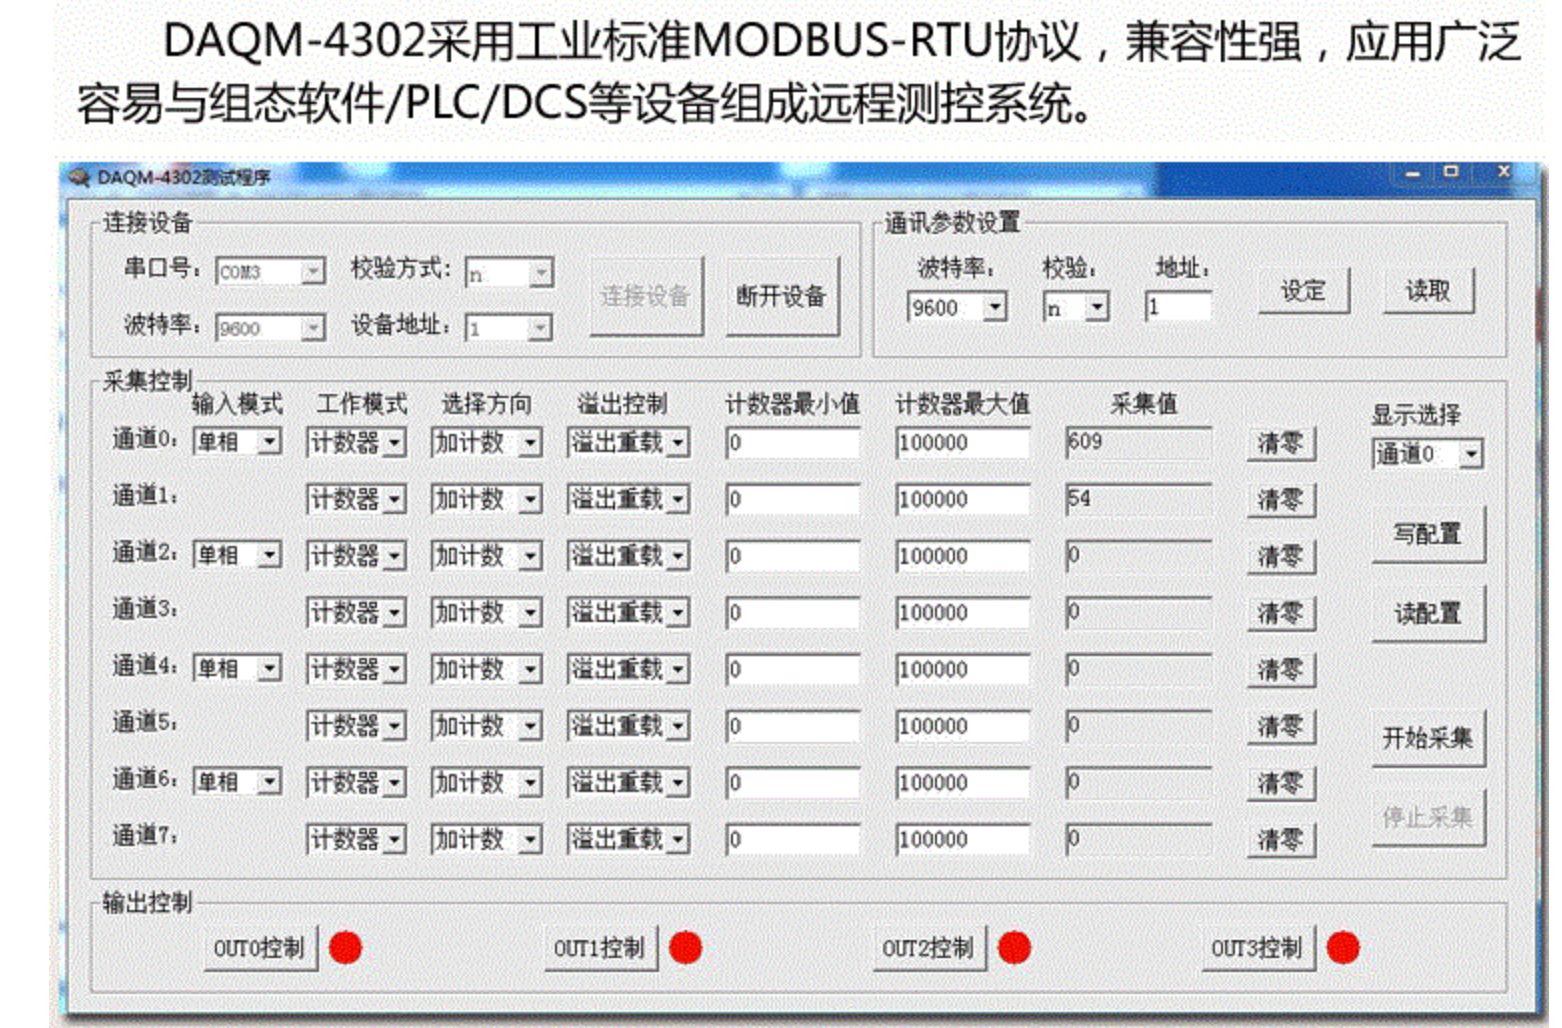 DAQM-4302采用工业标准MODBUS-RTU协议，兼容性强，应用广泛
容易与组态软件/PLC/DCS等设备组成远程测控系统。
DAQM-4302测试程序
连接设备
串口号: COM3 校验方式: n 连接设备 断开设备
波特率: 9600 设备地址: 1
通讯参数设置
波特率: 校验: 地址:
9600 n 1 设定 读取
采集控制
输入模式 工作模式 选择方向 溢出控制 计数器最小值 计数器最大值 采集值
通道0: 单相 计数器 加计数 溢出重载 0 100000 609 清零
通道1: 计数器 加计数 溢出重载 0 100000 54 清零
通道2: 单相 计数器 加计数 溢出重载 0 100000 0 清零
通道3: 计数器 加计数 溢出重载 0 100000 0 清零
通道4: 单相 计数器 加计数 溢出重载 0 100000 0 清零
通道5: 计数器 加计数 溢出重载 0 100000 0 清零
通道6: 单相 计数器 加计数 溢出重载 0 100000 0 清零
通道7: 计数器 加计数 溢出重载 0 100000 0 清零
显示选择
通道0
写配置
读配置
开始采集
停止采集
输出控制
OUT0控制 OUT1控制 OUT2控制 OUT3控制